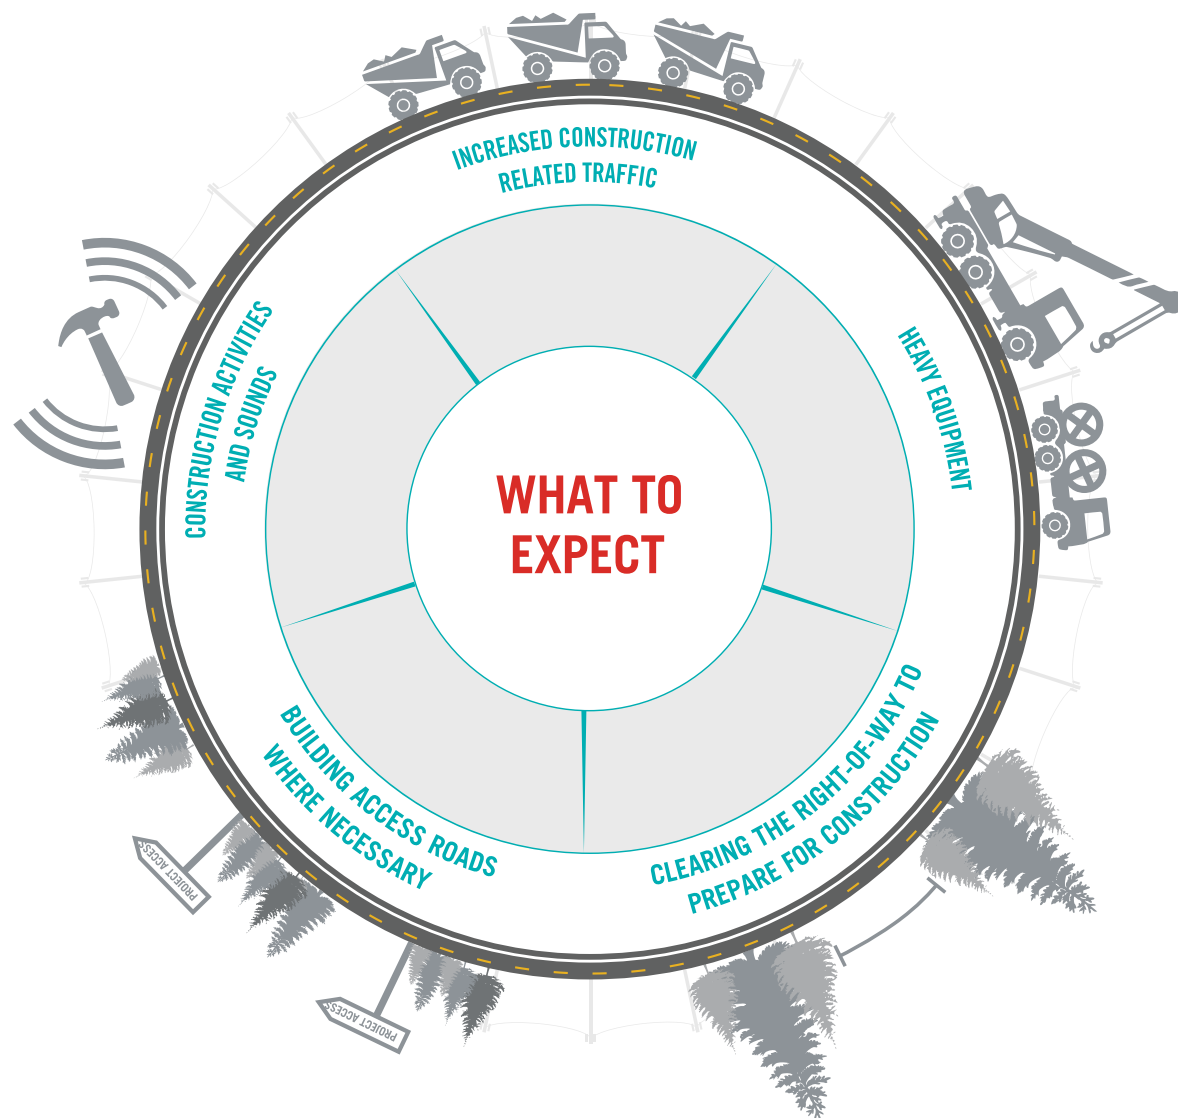 INCREASED CONSTRUCTION
RELATED TRAFFIC
HEAVY EQUIPMENT
CLEARING THE RIGHT-OF-WAY TO
PREPARE FOR CONSTRUCTION
BUILDING ACCESS ROADS
WHERE NECESSARY
CONSTRUCTION ACTIVITIES
AND SOUNDS
WHAT TO
EXPECT
PROJECT ACCESS
PROJECT ACCESS